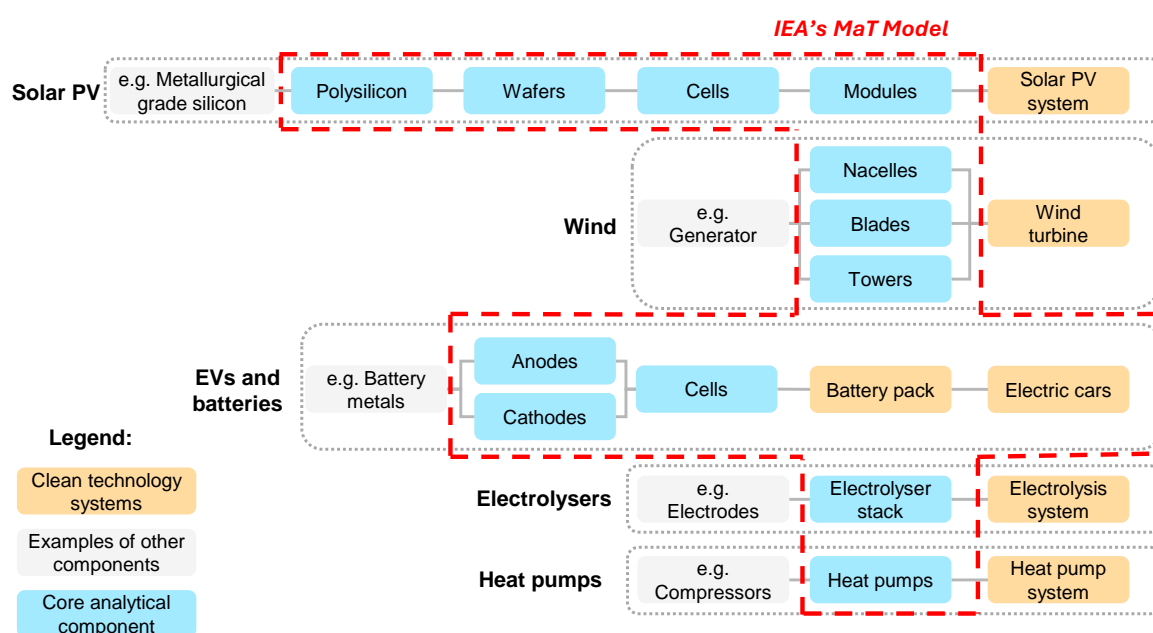 IEA's MaT Model
Solar PV
e.g. Metallurgical
grade silicon
Polysilicon
Wafers
Cells
Modules
Solar PV
system
Wind
e.g.
Generator
Nacelles
Blades
Towers
Wind
turbine
EVs and
batteries
e.g. Battery
metals
Anodes
Cathodes
Cells
Battery pack
Electric cars
Legend:
Clean technology
systems
Examples of other
components
Core analytical
component
Electrolysers
e.g.
Electrodes
Electrolyser
stack
Electrolysis
system
Heat pumps
e.g.
Compressors
Heat pumps
Heat pump
system